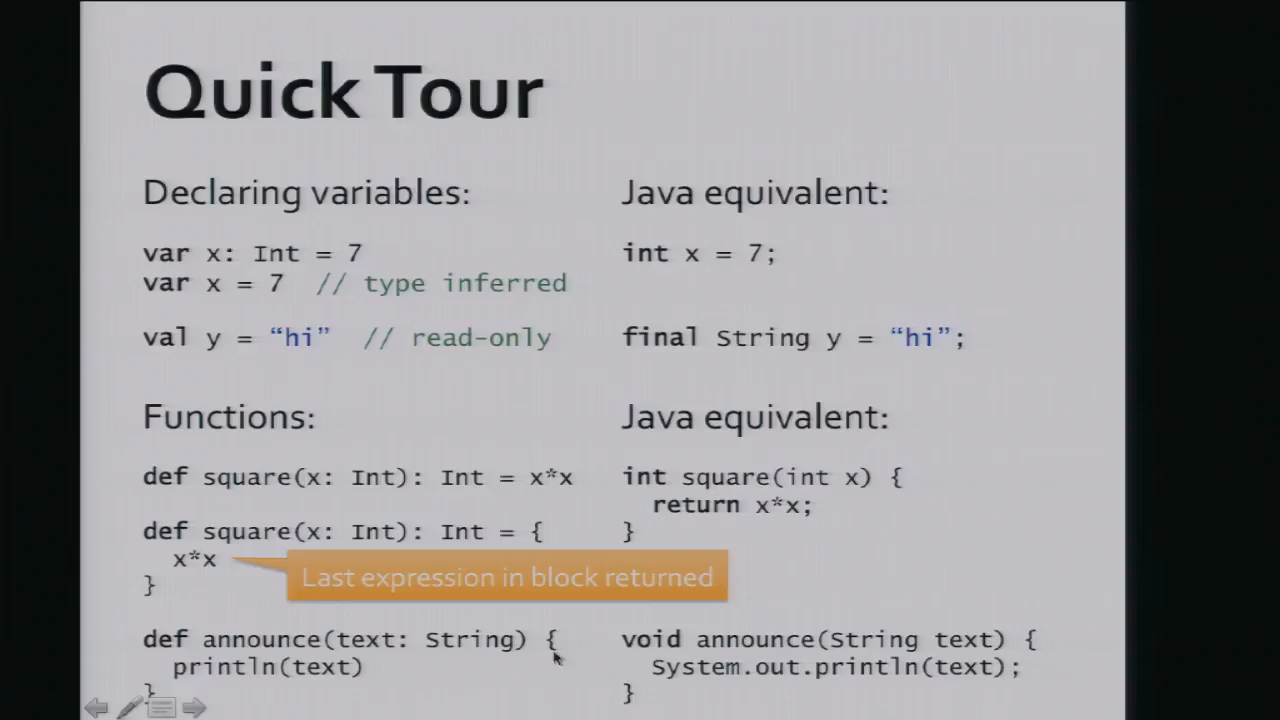 Quick Tour
Declaring variables:
var x: Int = 7
var x = 7 // type inferred
val y = “hi” // read-only
Java equivalent:
int x = 7;
final String y = “hi”;
Functions:
def square(x: Int): Int = x*x
def square(x: Int): Int = {
x*x
}
Last expression in block returned
def announce(text: String) {
println(text)
}
Java equivalent:
int square(int x) {
return x*x;
}
void announce(String text) {
System.out.println(text);
}